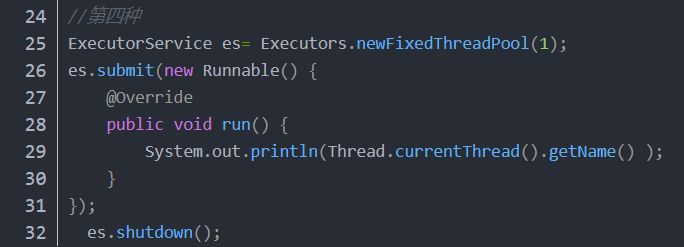 24 //第四种
25 ExecutorService es= Executors.newFixedThreadPool(1);
26 es.submit(new Runnable() {
27     @Override
28     public void run() {
29         System.out.println(Thread.currentThread().getName() );
30     }
31 });
32   es.shutdown();